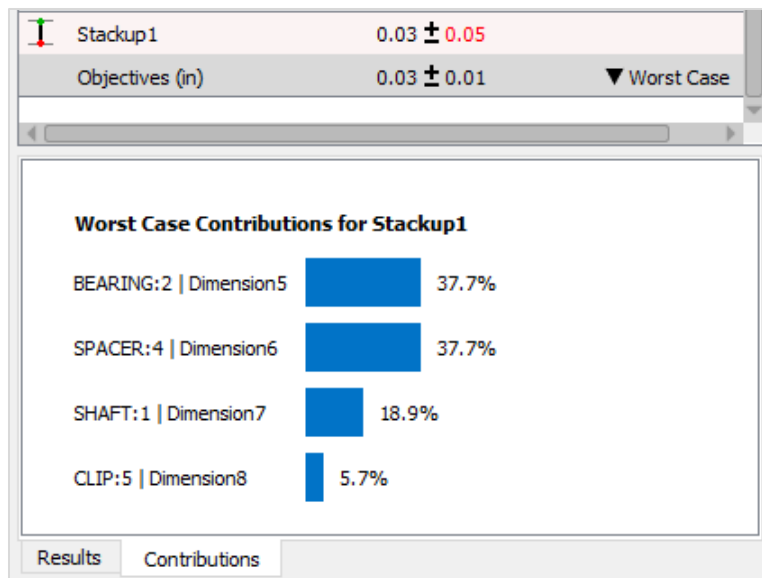 Stackup1 0.03 ± 0.05
Objectives (in) 0.03 ± 0.01 ▼ Worst Case
Worst Case Contributions for Stackup1
BEARING:2 | Dimension5 37.7%
SPACER:4 | Dimension6 37.7%
SHAFT:1 | Dimension7 18.9%
CLIP:5 | Dimension8 5.7%
Results Contributions